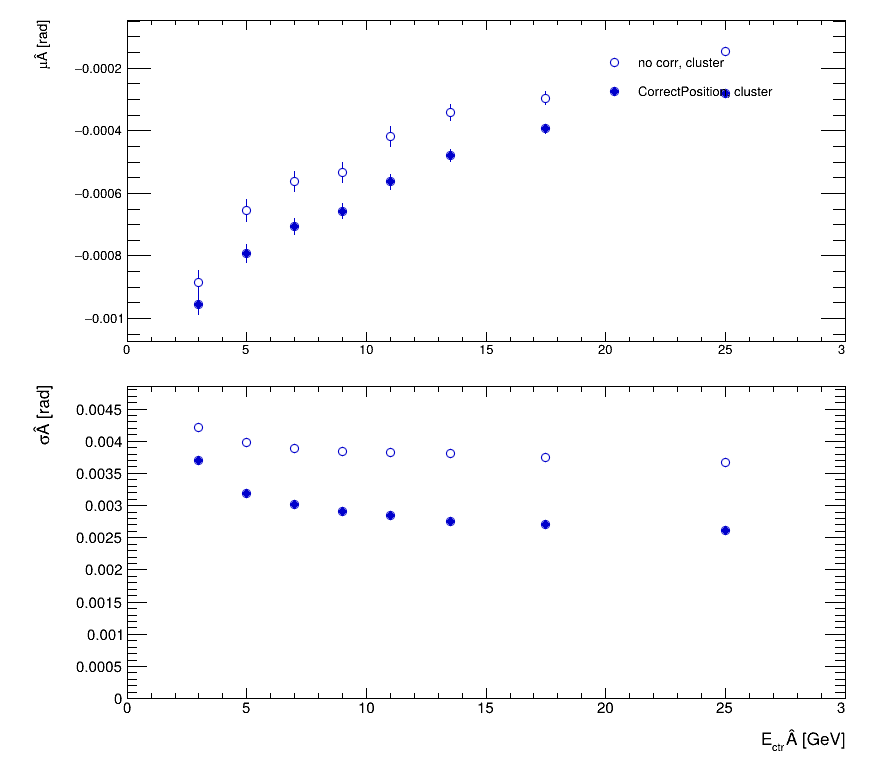 μÂ [rad]
−0.0002
−0.0004
−0.0006
−0.0008
−0.001
no corr, cluster
CorrectPosition, cluster
0 5 10 15 20 25 3
σÂ [rad]
0.0045
0.004
0.0035
0.003
0.0025
0.002
0.0015
0.001
0.0005
0
0 5 10 15 20 25 3
E_ctr Â [GeV]